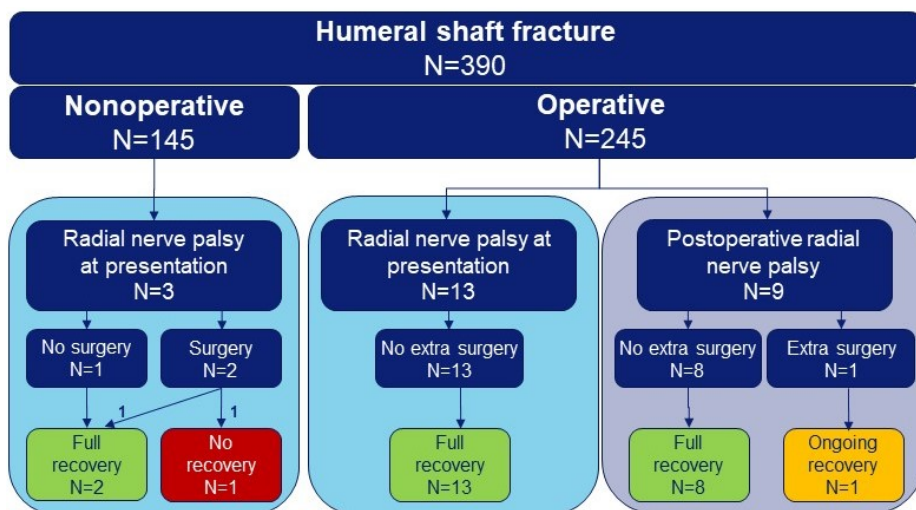 Humeral shaft fracture
N=390
Nonoperative
N=145
Operative
N=245
Radial nerve palsy
at presentation
N=3
Radial nerve palsy at
presentation
N=13
Postoperative radial
nerve palsy
N=9
No surgery
N=1
Surgery
N=2
No extra surgery
N=13
No extra surgery
N=8
Extra surgery
N=1
1
1
Full
recovery
N=2
No
recovery
N=1
Full
recovery
N=13
Full
recovery
N=8
Ongoing
recovery
N=1